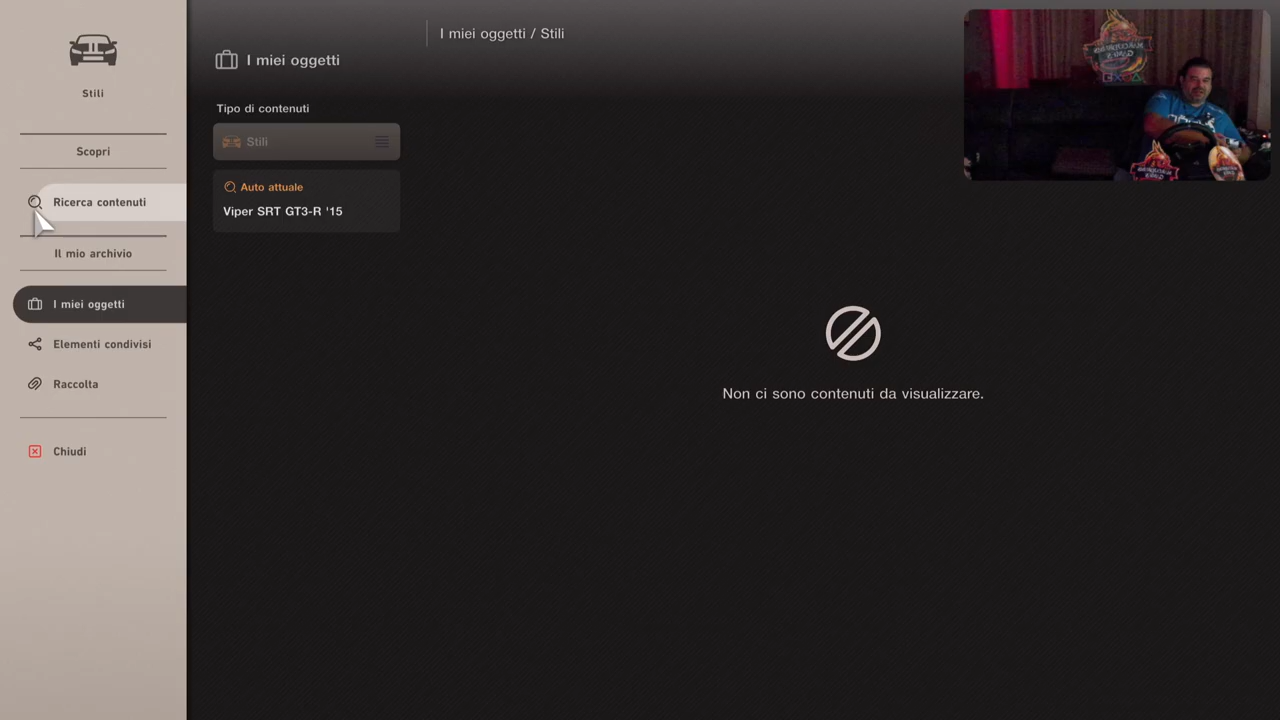 Stili
Scopri
Ricerca contenuti
Il mio archivio
I miei oggetti
Elementi condivisi
Raccolta
Chiudi
I miei oggetti
Tipo di contenuti
Stili
Auto attuale
Viper SRT GT3-R '15
I miei oggetti / Stili
Non ci sono contenuti da visualizzare.